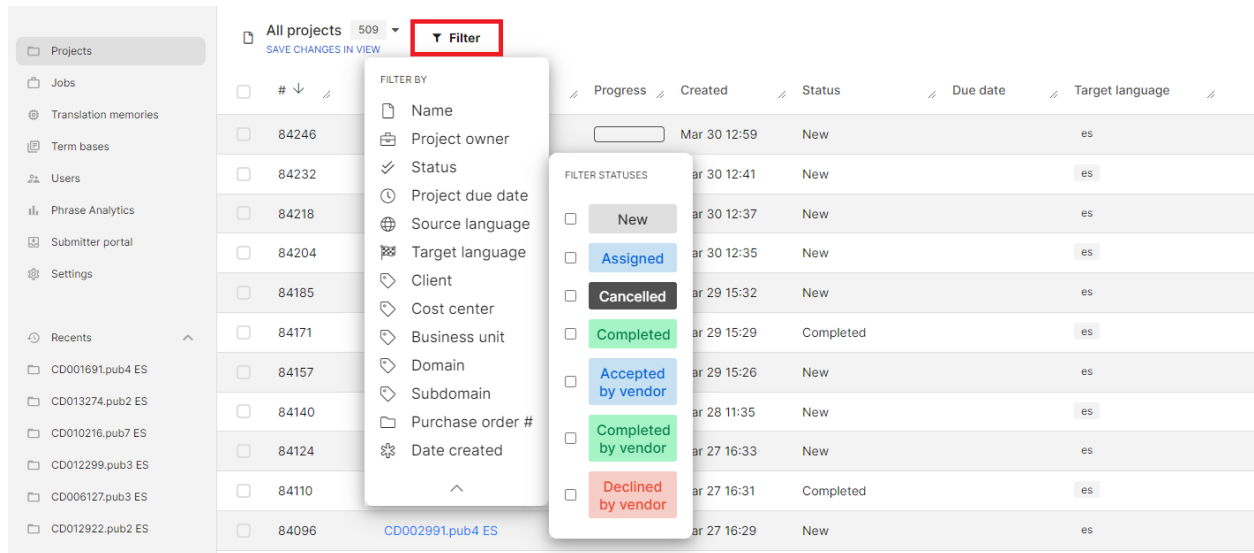 Projects
Jobs
Translation memories
Term bases
Users
Phrase Analytics
Submitter portal
Settings
Recents
CD001691.pub4 ES
CD013274.pub2 ES
CD010216.pub7 ES
CD012299.pub3 ES
CD006127.pub3 ES
CD012922.pub2 ES
All projects 509
SAVE CHANGES IN VIEW
Filter
FILTER BY
Name
Project owner
Status
Project due date
Source language
Target language
Client
Cost center
Business unit
Domain
Subdomain
Purchase order #
Date created
FILTER STATUSES
New
Assigned
Cancelled
Completed
Accepted
by vendor
Completed
by vendor
Declined
by vendor
# Progress Created Status Due date Target language
84246 Mar 30 12:59 New es
84232 ar 30 12:41 New es
84218 ar 30 12:37 New es
84204 ar 30 12:35 New es
84185 ar 29 15:32 New es
84171 ar 29 15:29 Completed es
84157 ar 29 15:26 New es
84140 ar 28 11:35 New es
84124 ar 27 16:33 New es
84110 ar 27 16:31 Completed es
84096 CD002991.pub4 ES ar 27 16:29 New es